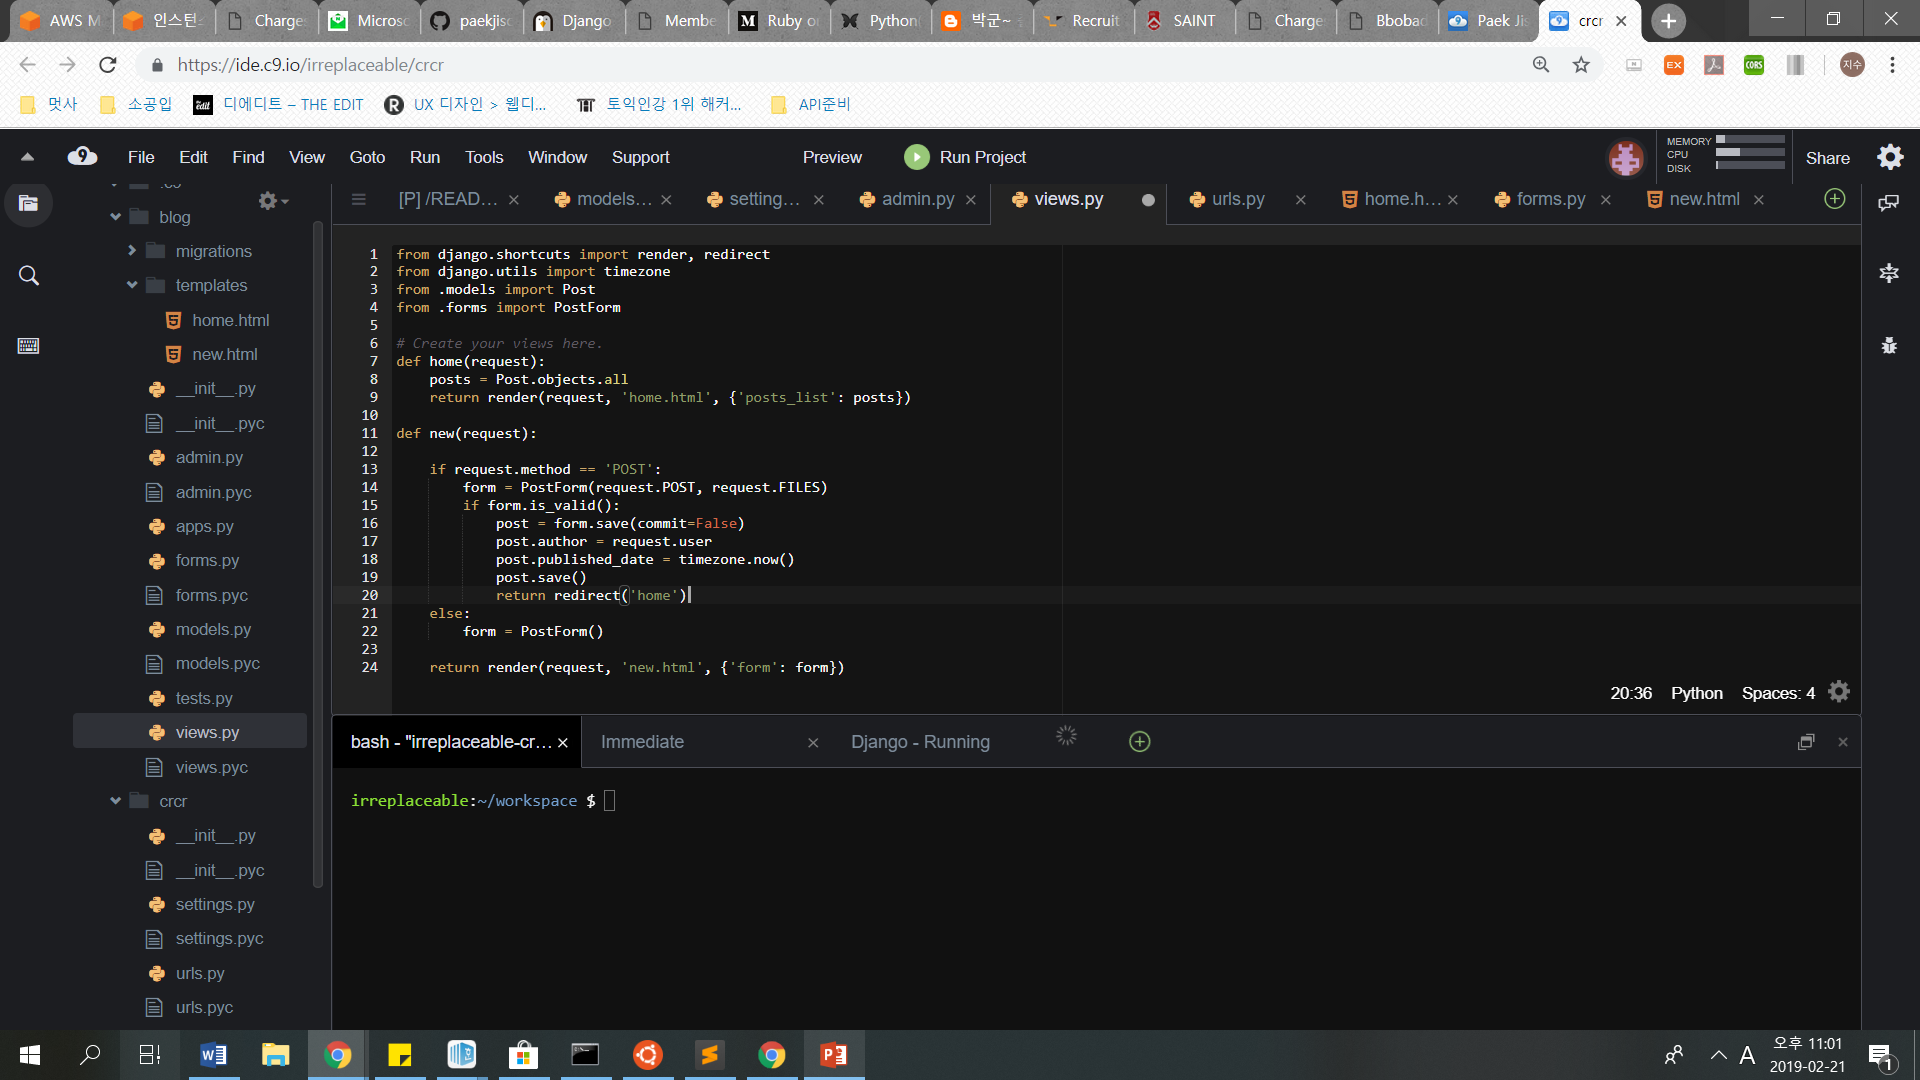 AWS M
인스턴
Charge
Microso
paekjis
Django
Membe
Ruby o
Python
박군~
Recruit
SAINT
Charge
Bboba
Paek Jis
crcr
https://ide.c9.io/irreplaceable/crcr
EX
CORS
지수
멋사
소공입
edit
디에디트 – THE EDIT
R
UX 디자인 > 웹디...
토익인강 1위 해커...
API준비
9
File
Edit
Find
View
Goto
Run
Tools
Window
Support
Preview
Run Project
MEMORY
CPU
DISK
Share
[P] /READ...
models...
setting...
admin.py
views.py
urls.py
home.h...
forms.py
new.html
blog
migrations
templates
home.html
new.html
__init__.py
__init__.pyc
admin.py
admin.pyc
apps.py
forms.py
forms.pyc
models.py
models.pyc
tests.py
views.py
views.pyc
crcr
__init__.py
__init__.pyc
settings.py
settings.pyc
urls.py
urls.pyc
1 from django.shortcuts import render, redirect
2 from django.utils import timezone
3 from .models import Post
4 from .forms import PostForm
5
6 # Create your views here.
7 def home(request):
8     posts = Post.objects.all
9     return render(request, 'home.html', {'posts_list': posts})
10
11 def new(request):
12
13     if request.method == 'POST':
14         form = PostForm(request.POST, request.FILES)
15         if form.is_valid():
16             post = form.save(commit=False)
17             post.author = request.user
18             post.published_date = timezone.now()
19             post.save()
20             return redirect('home')
21     else:
22         form = PostForm()
23
24     return render(request, 'new.html', {'form': form})
20:36
Python
Spaces: 4
bash - "irreplaceable-cr...
Immediate
Django - Running
irreplaceable:~/workspace $
A
오후 11:01
2019-02-21
1